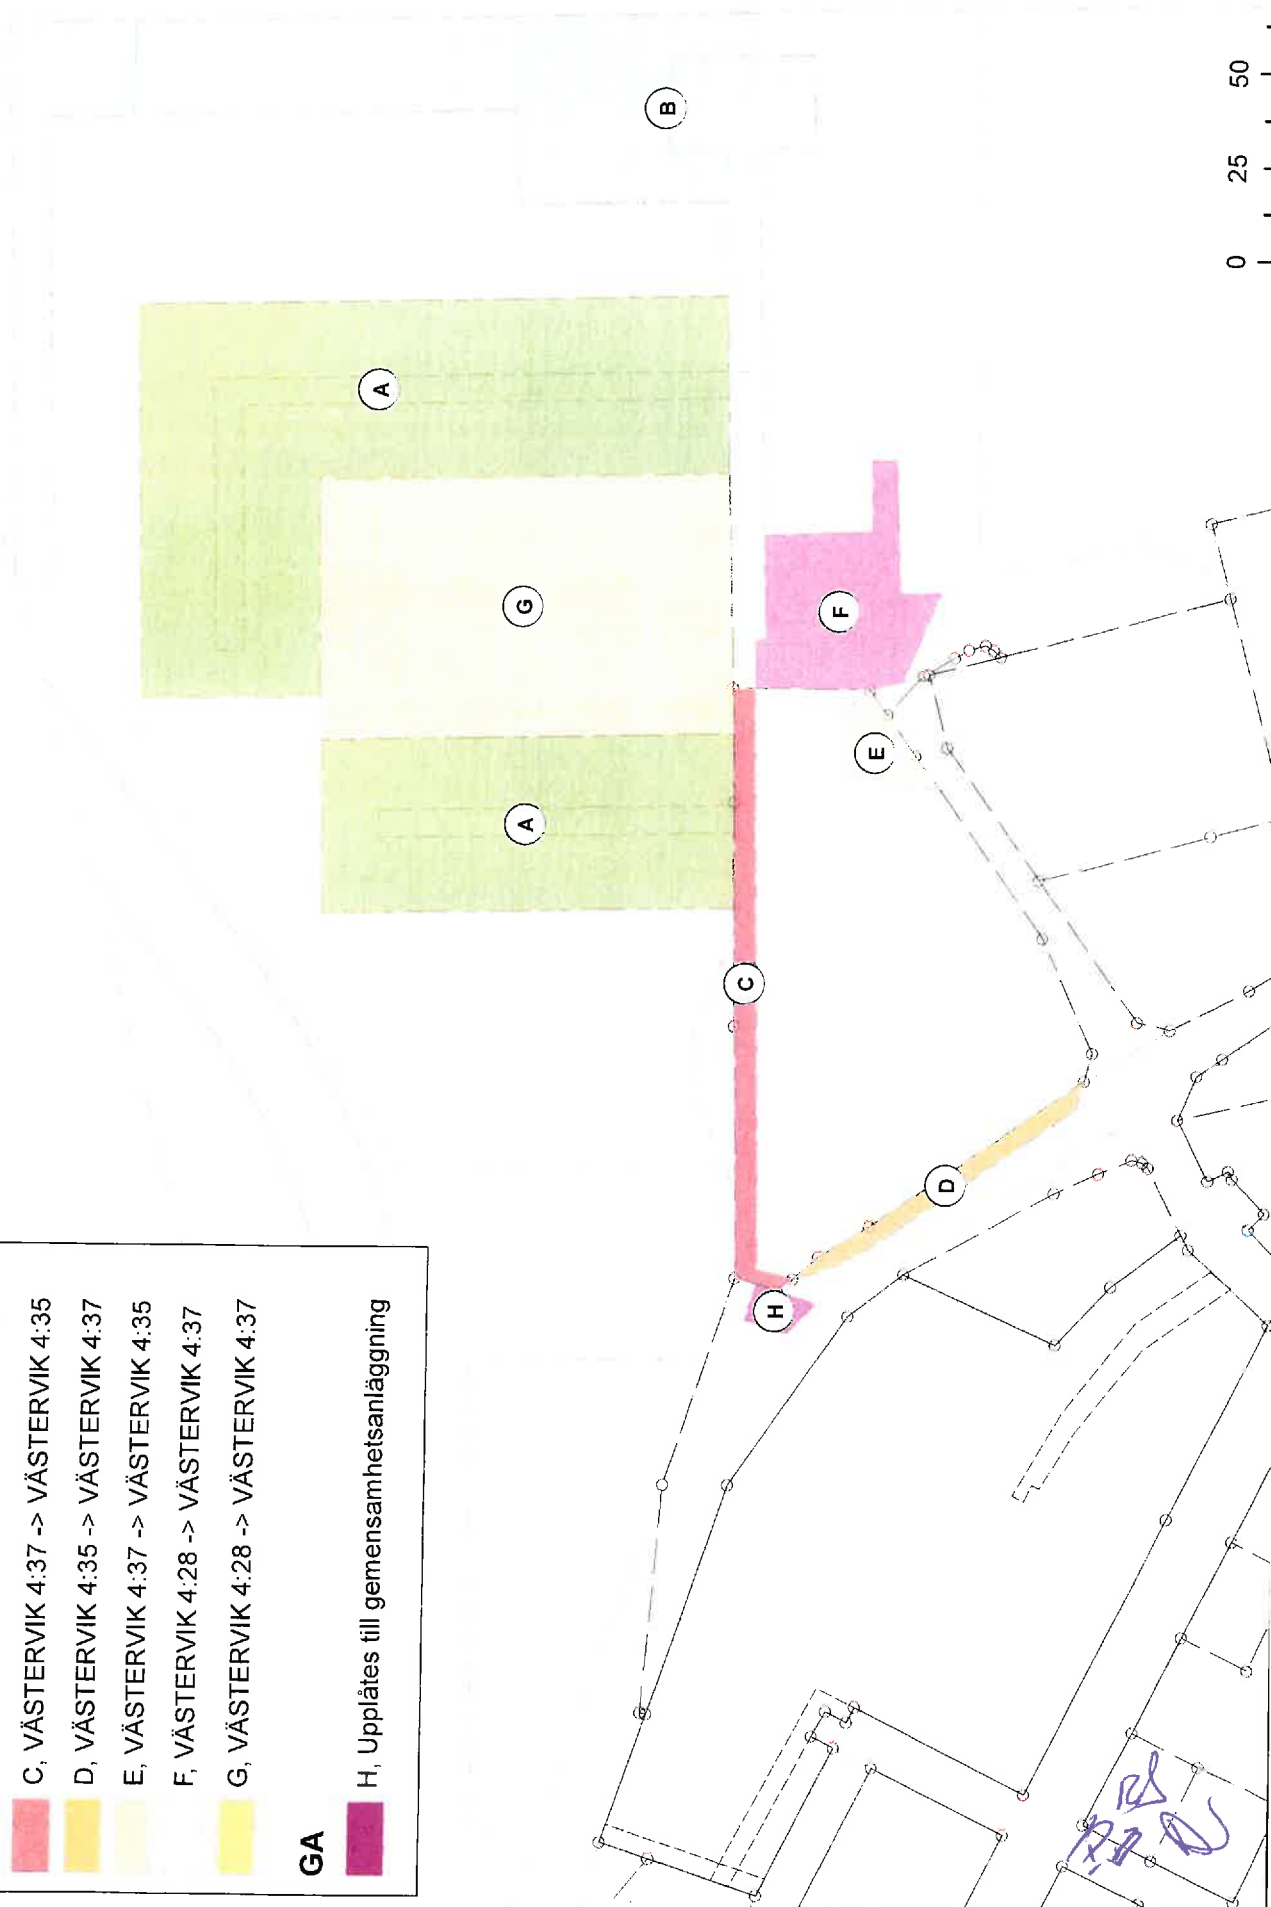 C, VÄSTERVIK 4:37 -> VÄSTERVIK 4:35
D, VÄSTERVIK 4:35 -> VÄSTERVIK 4:37
E, VÄSTERVIK 4:37 -> VÄSTERVIK 4:35
F, VÄSTERVIK 4:28 -> VÄSTERVIK 4:37
G, VÄSTERVIK 4:28 -> VÄSTERVIK 4:37
GA
H, Upplåtes till gemensamhetsanläggning
A
B
G
A
F
E
C
D
H
0 25 50